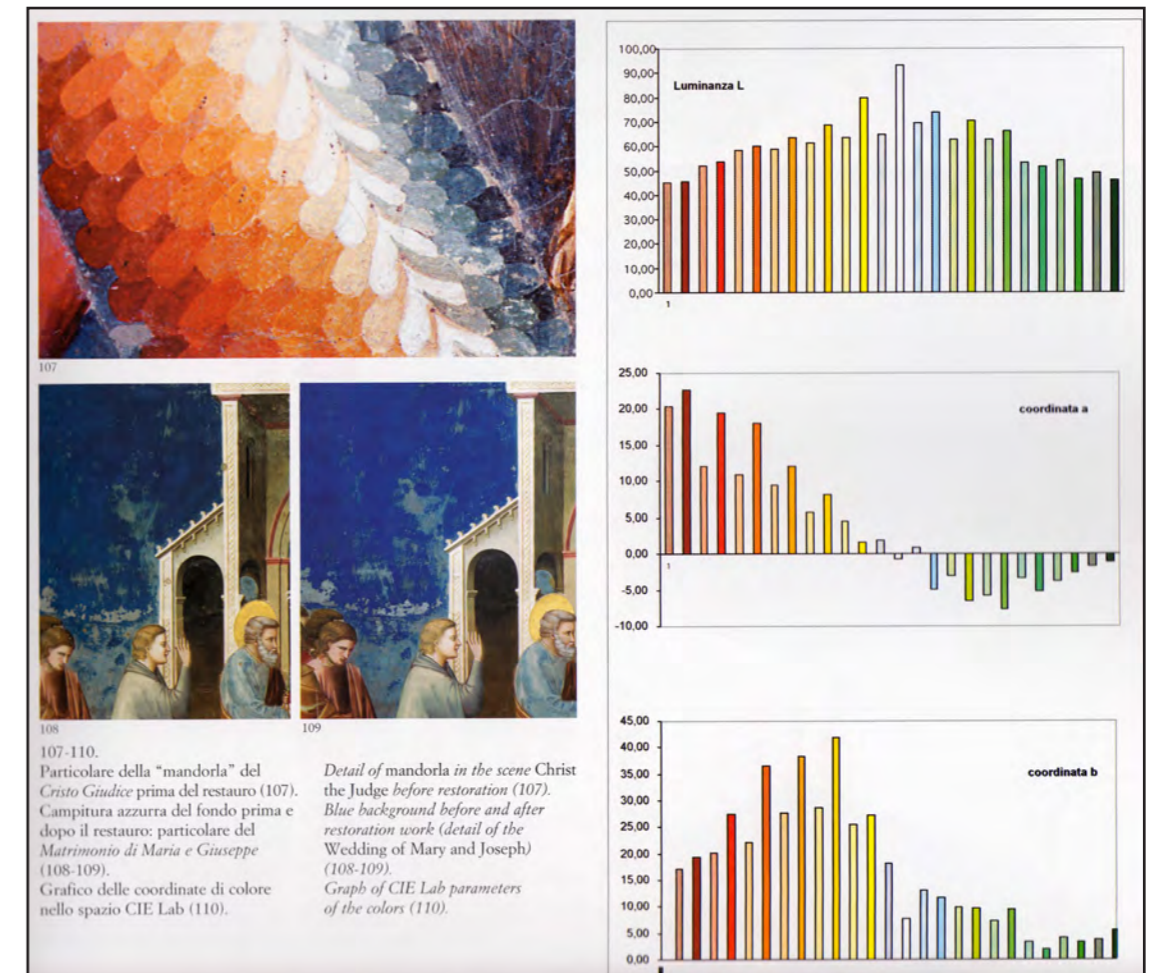 107
108
109
107-110.
Particolare della “mandorla” del
Cristo Giudice prima del restauro (107).
Campitura azzurra del fondo prima e
dopo il restauro: particolare del
Matrimonio di Maria e Giuseppe
(108-109).
Grafico delle coordinate di colore
nello spazio CIE Lab (110).
Detail of mandorla in the scene Christ
the Judge before restoration (107).
Blue background before and after
restoration work (detail of the
Wedding of Mary and Joseph)
(108-109).
Graph of CIE Lab parameters
of the colors (110).
100,00
90,00
Luminanza L
80,00
70,00
60,00
50,00
40,00
30,00
20,00
10,00
0,00
1
25,00
20,00
coordinata a
15,00
10,00
5,00
0,00
1
-5,00
-10,00
45,00
40,00
coordinata b
35,00
30,00
25,00
20,00
15,00
10,00
5,00
0,00